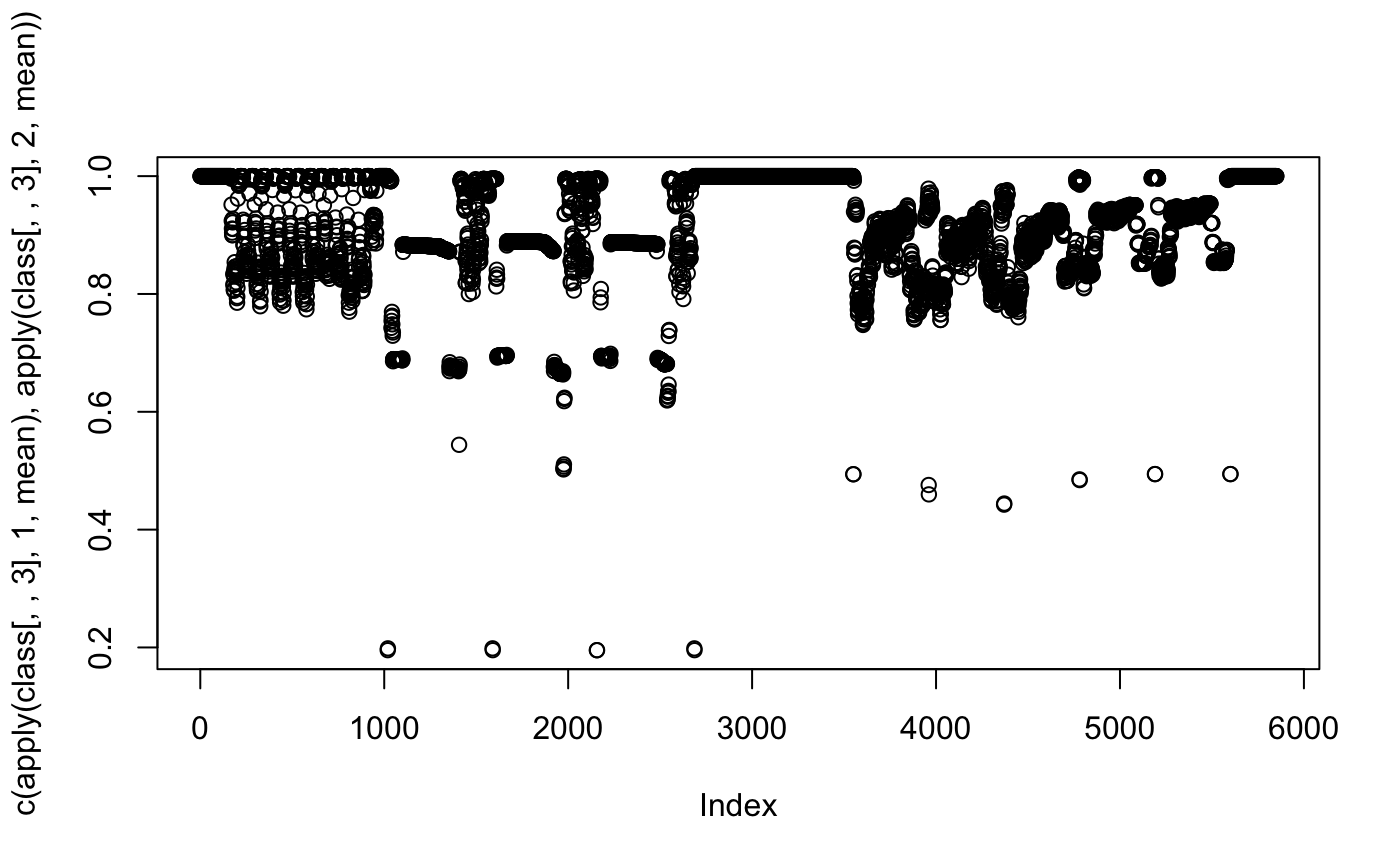 c(apply(class[, , 3], 1, mean), apply(class[, , 3], 2, mean))
1.0
0.8
0.6
0.4
0.2
0 1000 2000 3000 4000 5000 6000
Index